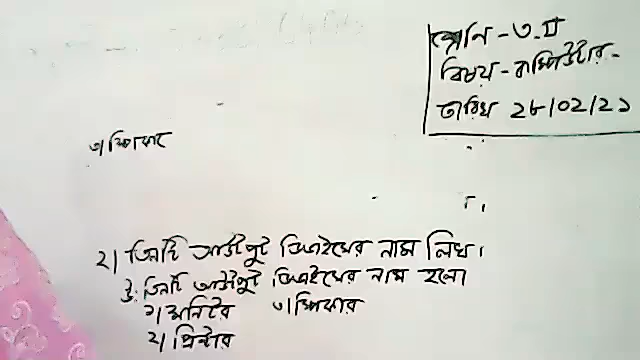 শ্রেনি - ৩.II
বিষয় - কম্পিউটার -
তারিখ ২৮/০২/২১
৩। স্পিকার
২। তিনটি আউটপুট ডিভাইসের নাম লিখ।
উ: তিনটি আউটপুট ডিভাইসের নাম হলো
১। মনিটর ৩। স্পিকার
২। প্রিন্টার